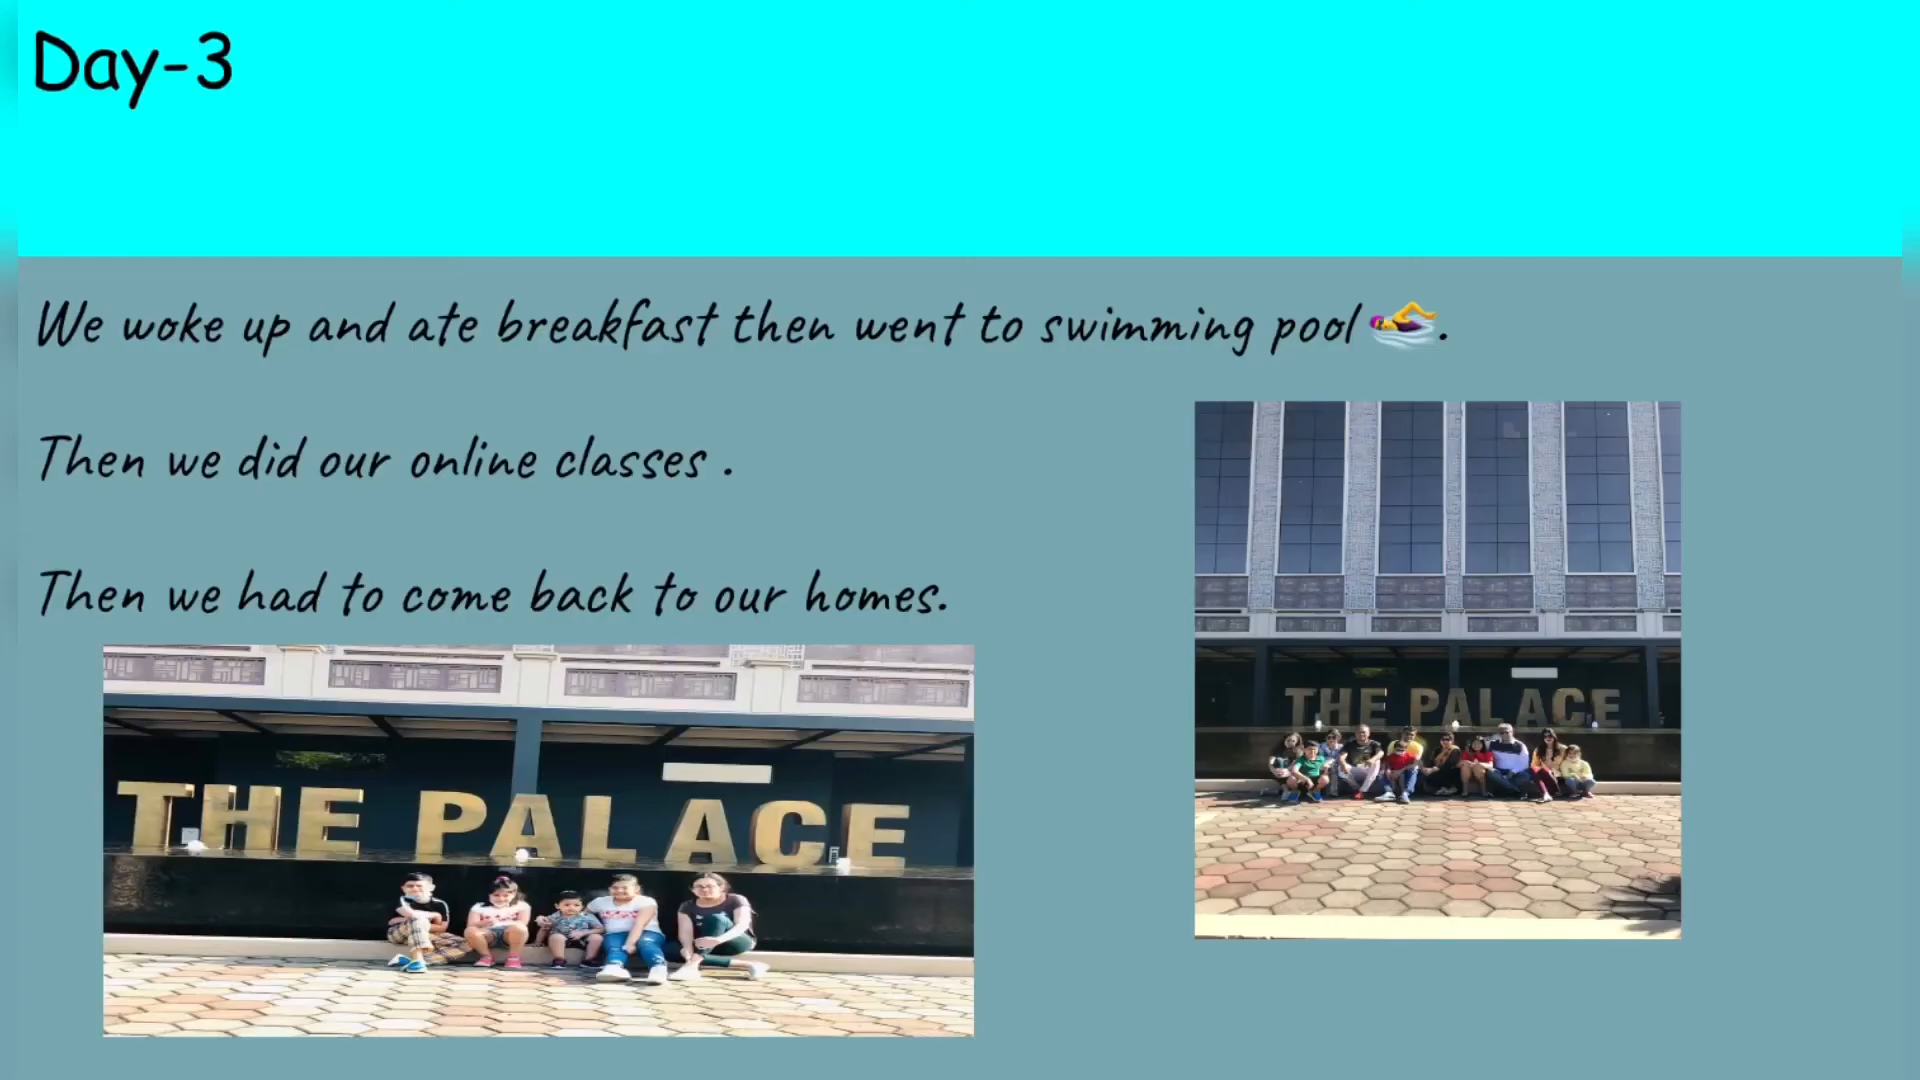 Day-3
We woke up and ate breakfast then went to swimming pool 🏊‍♀️.
Then we did our online classes .
Then we had to come back to our homes.
THE PALACE
THE PALACE